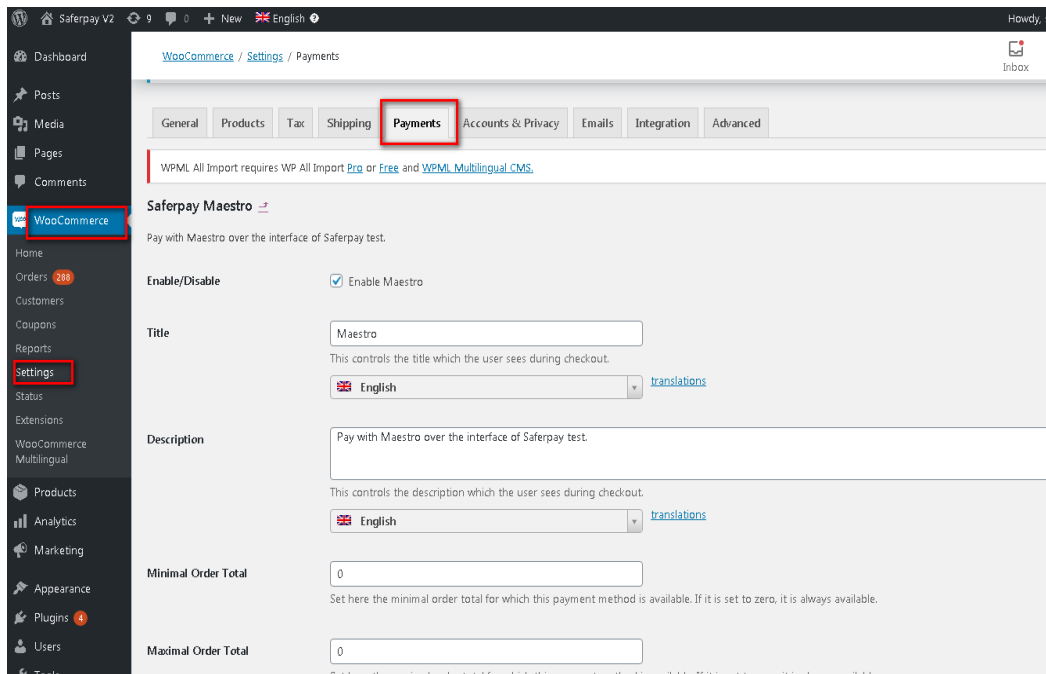 Saferpay V2 9 0 New English Howdy,
Dashboard
Posts
Media
Pages
Comments
WooCommerce
Home
Orders 288
Customers
Coupons
Reports
Settings
Status
Extensions
WooCommerce
Multilingual
Products
Analytics
Marketing
Appearance
Plugins 4
Users
WooCommerce / Settings / Payments
Inbox
General Products Tax Shipping Payments Accounts & Privacy Emails Integration Advanced
WPML All Import requires WP All Import Pro or Free and WPML Multilingual CMS.
Saferpay Maestro
Pay with Maestro over the interface of Saferpay test.
Enable/Disable Enable Maestro
Title Maestro
This controls the title which the user sees during checkout.
English translations
Description Pay with Maestro over the interface of Saferpay test.
This controls the description which the user sees during checkout.
English translations
Minimal Order Total 0
Set here the minimal order total for which this payment method is available. If it is set to zero, it is always available.
Maximal Order Total 0